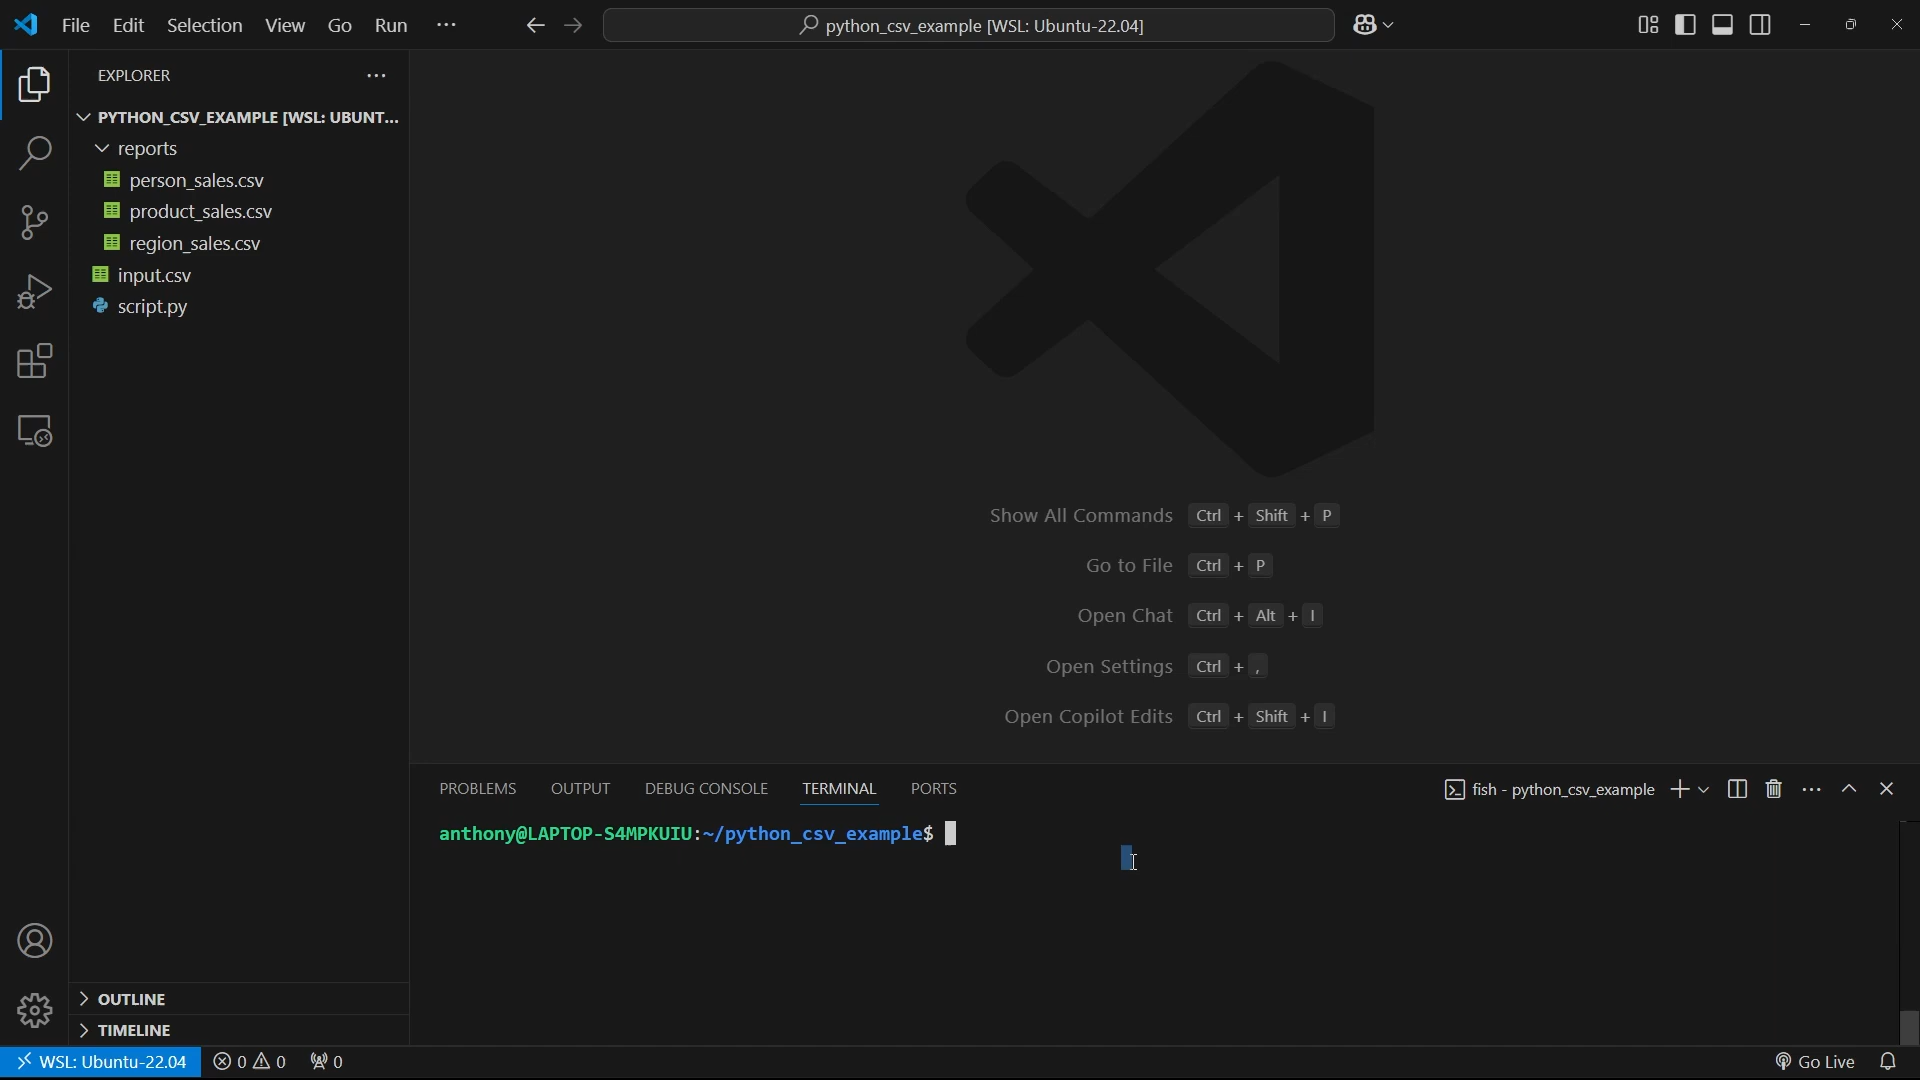 File Edit Selection View Go Run ···
python_csv_example [WSL: Ubuntu-22.04]
EXPLORER ···
PYTHON_CSV_EXAMPLE [WSL: UBUNT...
reports
person_sales.csv
product_sales.csv
region_sales.csv
input.csv
script.py
Show All Commands Ctrl + Shift + P
Go to File Ctrl + P
Open Chat Ctrl + Alt + I
Open Settings Ctrl + ,
Open Copilot Edits Ctrl + Shift + I
PROBLEMS OUTPUT DEBUG CONSOLE TERMINAL PORTS
fish - python_csv_example
anthony@LAPTOP-S4MPKUIU:~/python_csv_example$
OUTLINE
TIMELINE
WSL: Ubuntu-22.04 0 0 0 Go Live